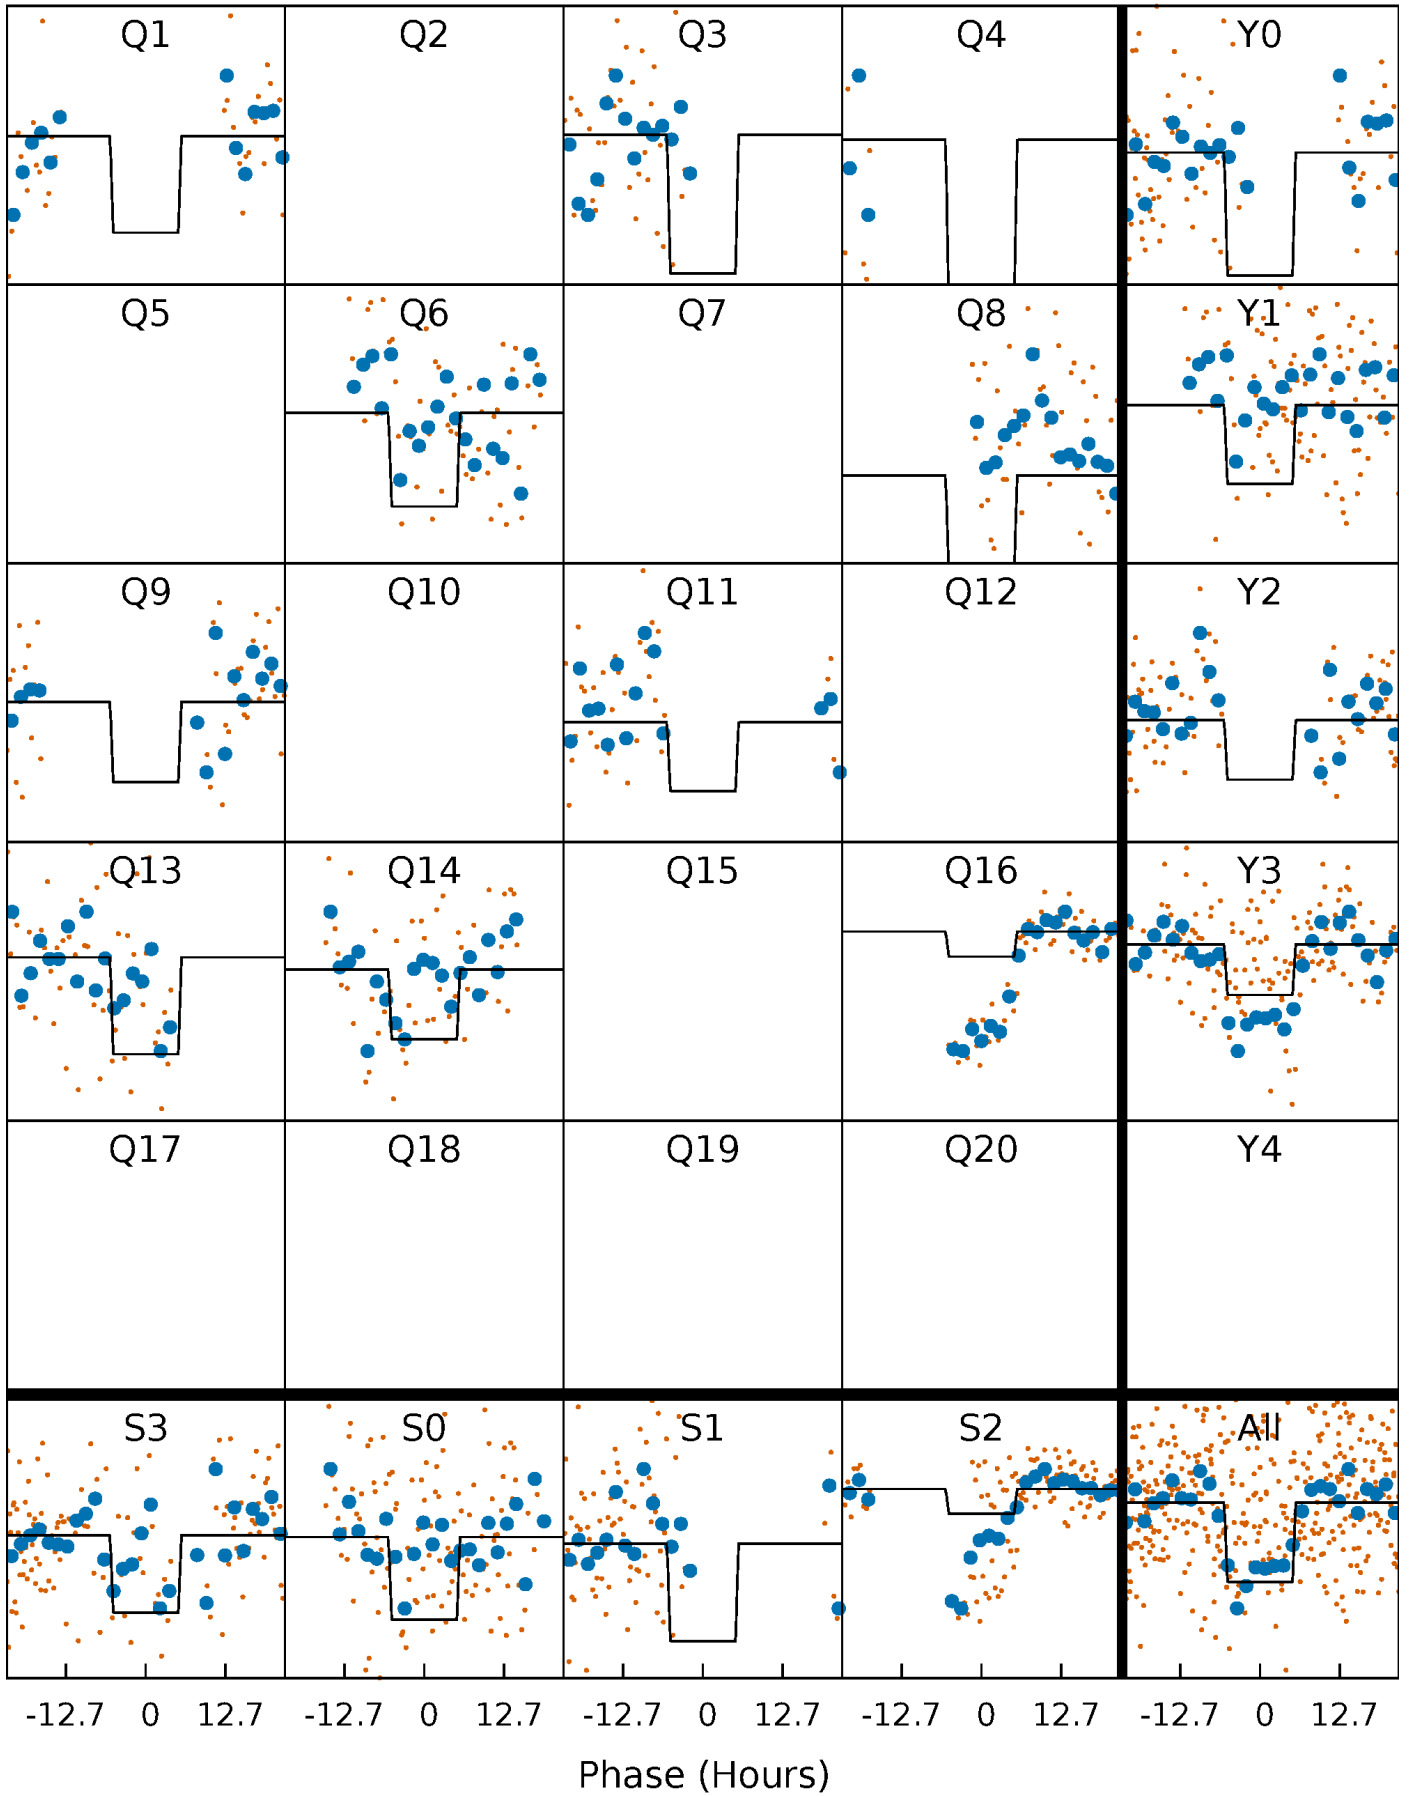 Q1 Q2 Q3 Q4 Y0
Q5 Q6 Q7 Q8 Y1
Q9 Q10 Q11 Q12 Y2
Q13 Q14 Q15 Q16 Y3
Q17 Q18 Q19 Q20 Y4
S3 S0 S1 S2 All
-12.7 0 12.7 -12.7 0 12.7 -12.7 0 12.7 -12.7 0 12.7 -12.7 0 12.7
Phase (Hours)